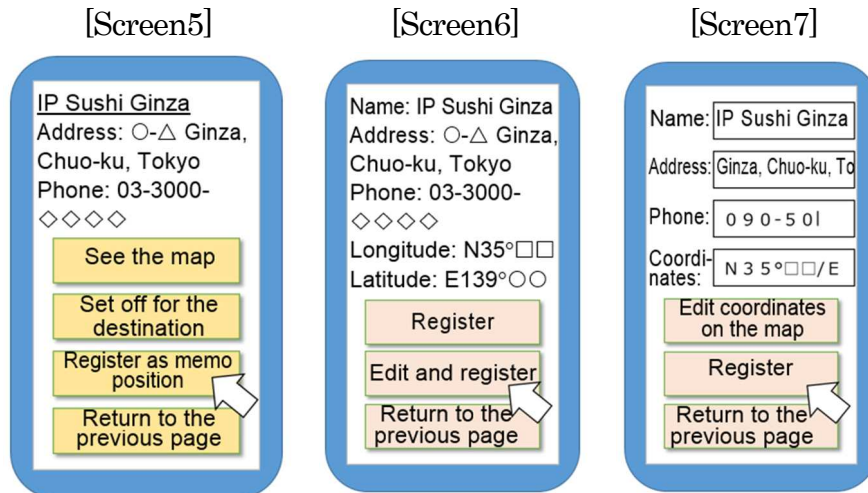 [Screen5]
IP Sushi Ginza
Address: ○-△ Ginza,
Chuo-ku, Tokyo
Phone: 03-3000-
◇◇◇◇
See the map
Set off for the
destination
Register as memo
position
Return to the
previous page
[Screen6]
Name: IP Sushi Ginza
Address: ○-△ Ginza,
Chuo-ku, Tokyo
Phone: 03-3000-
◇◇◇◇
Longitude: N35°□□
Latitude: E139°○○
Register
Edit and register
Return to the
previous page
[Screen7]
Name: IP Sushi Ginza
Address: Ginza, Chuo-ku, To
Phone: 090-50l
Coordi-
nates: N35°□□/E
Edit coordinates
on the map
Register
Return to the
previous page